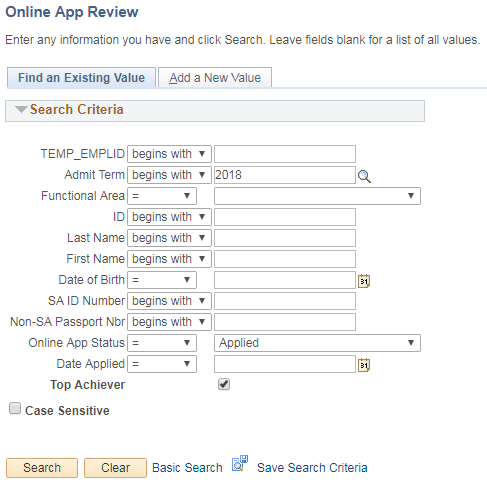 Online App Review
Enter any information you have and click Search. Leave fields blank for a list of all values.
Find an Existing Value Add a New Value
Search Criteria
TEMP_EMPLID begins with
Admit Term begins with 2018
Functional Area =
ID begins with
Last Name begins with
First Name begins with
Date of Birth = 31
SA ID Number begins with
Non-SA Passport Nbr begins with
Online App Status = Applied
Date Applied = 31
Top Achiever
Case Sensitive
Search Clear Basic Search Save Search Criteria